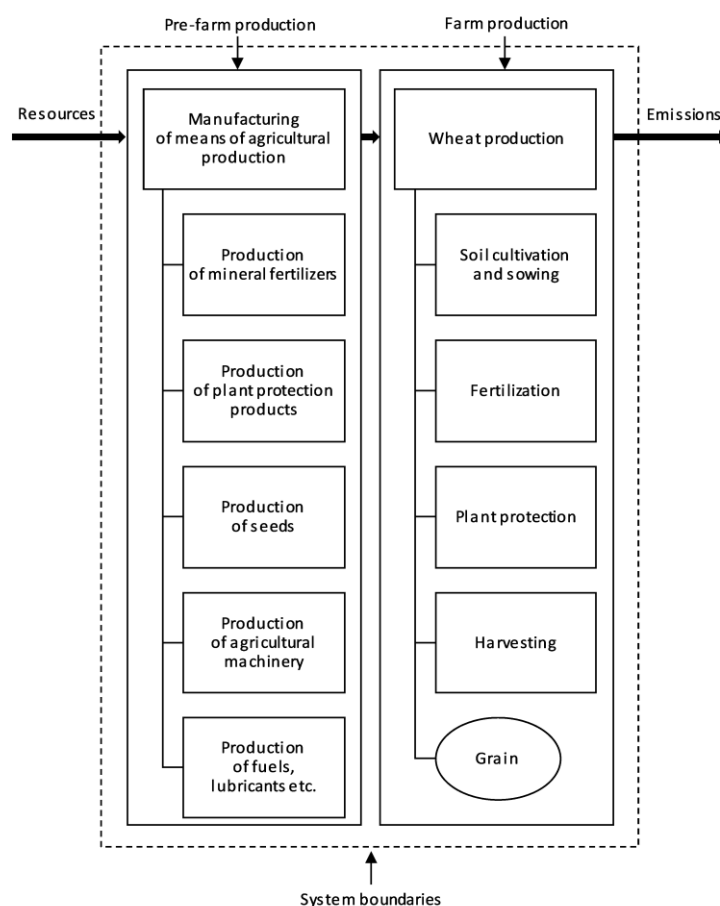 Pre-farm production
Farm production
Resources
Emissions
Manufacturing
of means of agricultural
production
Production
of mineral fertilizers
Production
of plant protection
products
Production
of seeds
Production
of agricultural
machinery
Production
of fuels,
lubricants etc.
Wheat production
Soil cultivation
and sowing
Fertilization
Plant protection
Harvesting
Grain
System boundaries